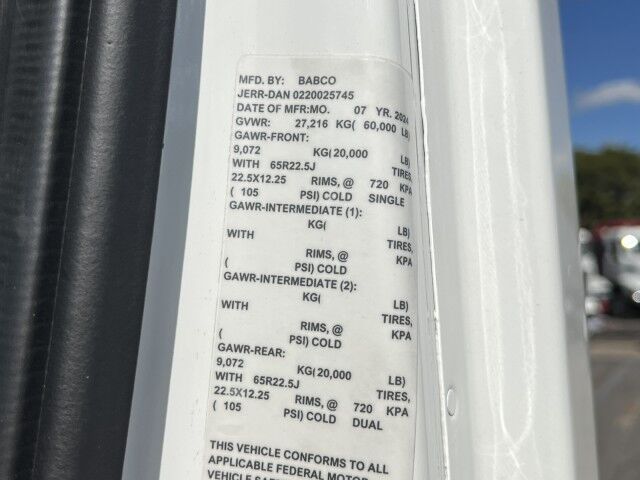 MFD. BY: BABCO
JERR-DAN 0220025745
DATE OF MFR:MO. 07 YR. 2024
GVWR: 27,216 KG( 60,000 LB)
GAWR-FRONT:
9,072 KG(20,000 LB)
WITH 65R22.5J TIRES,
22.5X12.25 RIMS, @ 720 KPA
( 105 PSI) COLD SINGLE
GAWR-INTERMEDIATE (1):
KG( LB)
WITH TIRES,
RIMS, @ KPA
( PSI) COLD
GAWR-INTERMEDIATE (2):
KG( LB)
WITH TIRES,
RIMS, @ KPA
( PSI) COLD
GAWR-REAR:
9,072 KG(20,000 LB)
WITH 65R22.5J TIRES,
22.5X12.25 RIMS, @ 720 KPA
( 105 PSI) COLD DUAL
THIS VEHICLE CONFORMS TO ALL
APPLICABLE FEDERAL MOTOR
VEHICLE